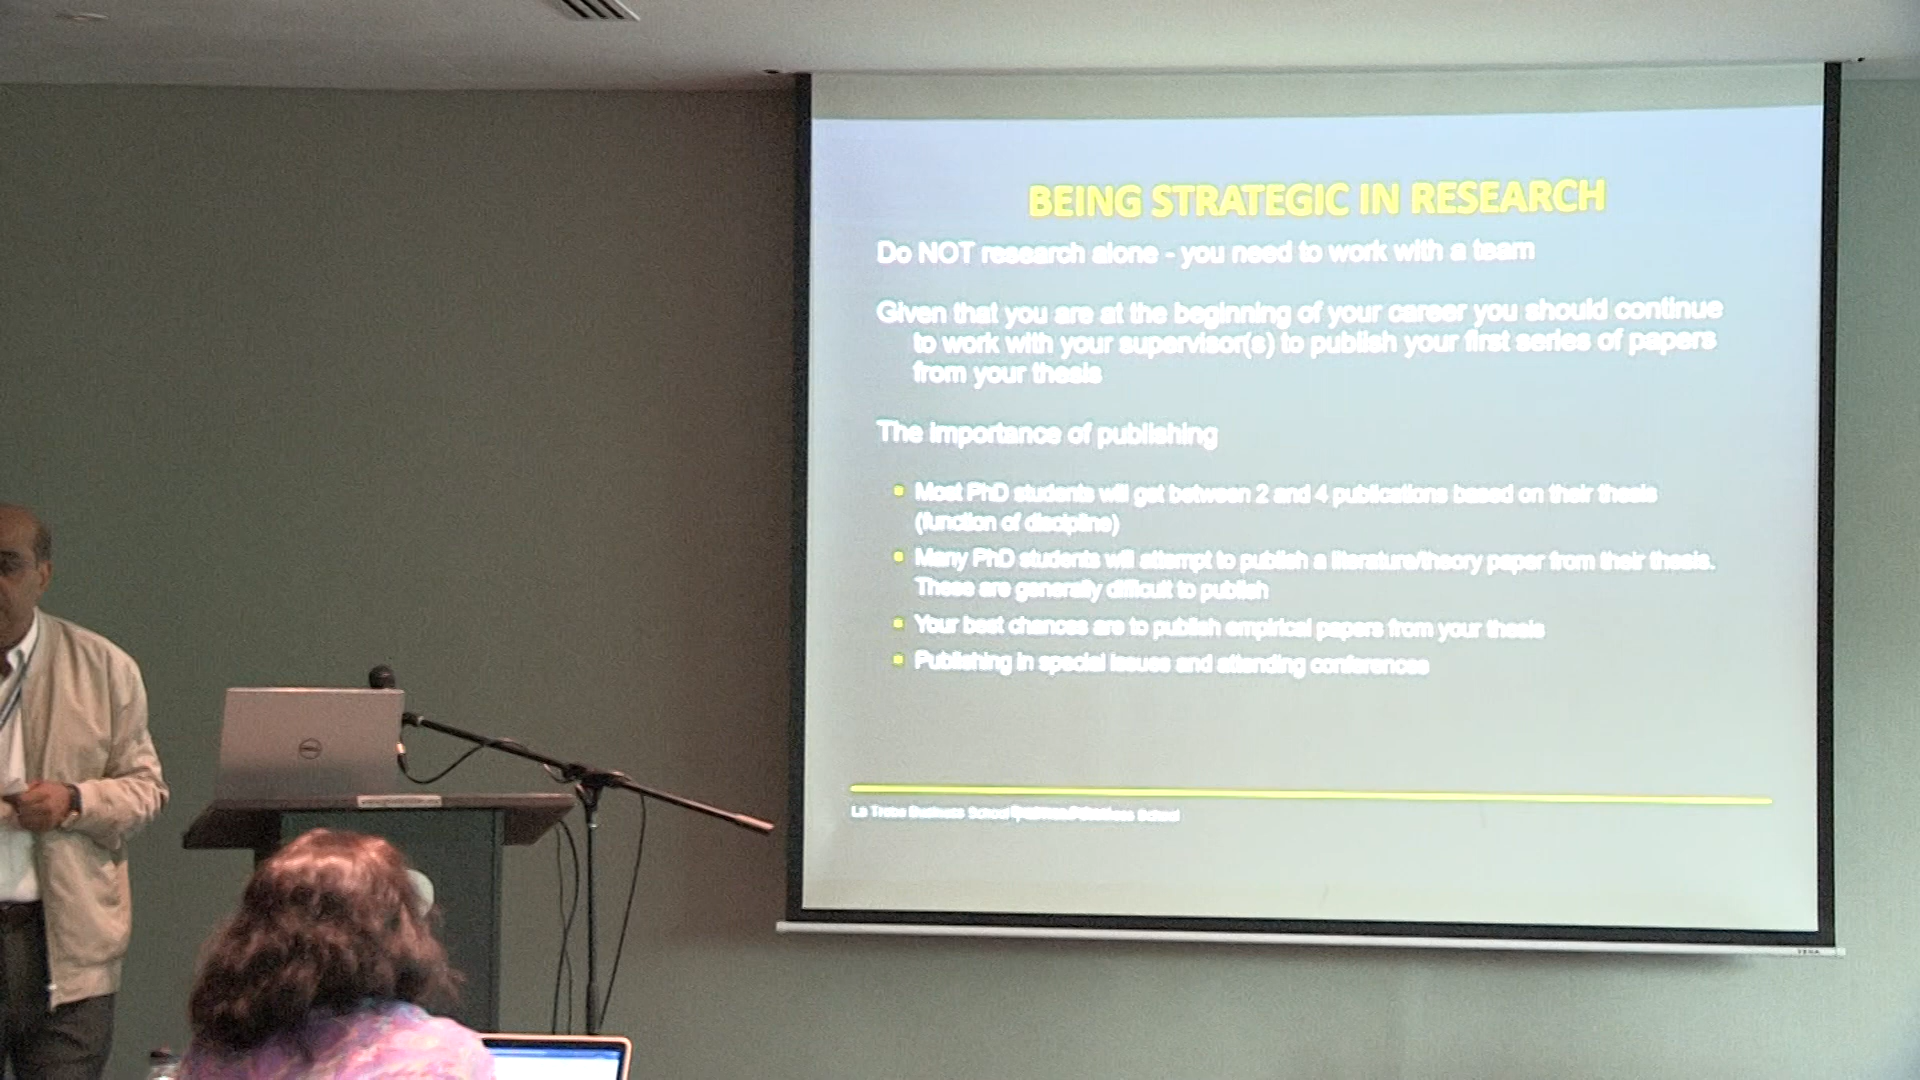 BEING STRATEGIC IN RESEARCH
Do NOT research alone - you need to work with a team
Given that you are at the beginning of your career you should continue
to work with your supervisor(s) to publish your first series of papers
from your thesis
The importance of publishing
Most PhD students will get between 2 and 4 publications based on their thesis
(function of discipline)
Many PhD students will attempt to publish a literature/theory paper from their thesis.
These are generally difficult to publish
Your best chances are to publish empirical papers from your thesis
Publishing in special issues and attending conferences
La Trobe Business School
DELL